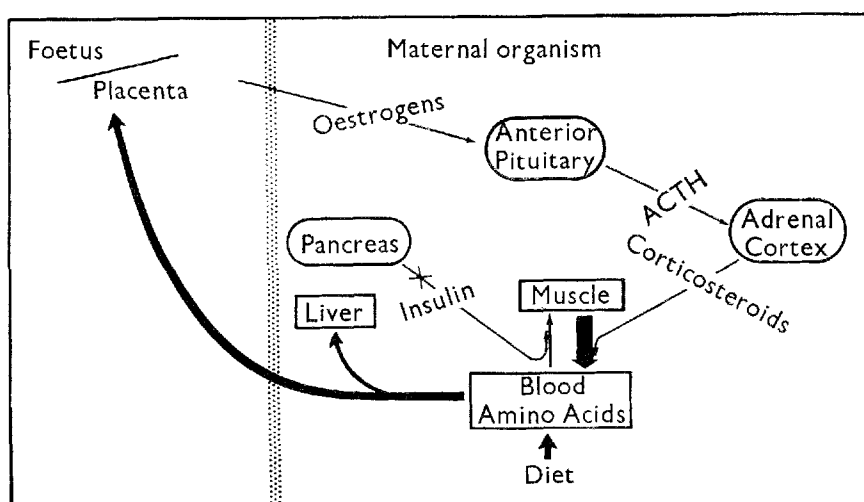 Foetus
Placenta
Maternal organism
Oestrogens
Anterior
Pituitary
ACTH
Adrenal
Cortex
Corticosteroids
Pancreas
Insulin
Liver
Muscle
Blood
Amino Acids
Diet